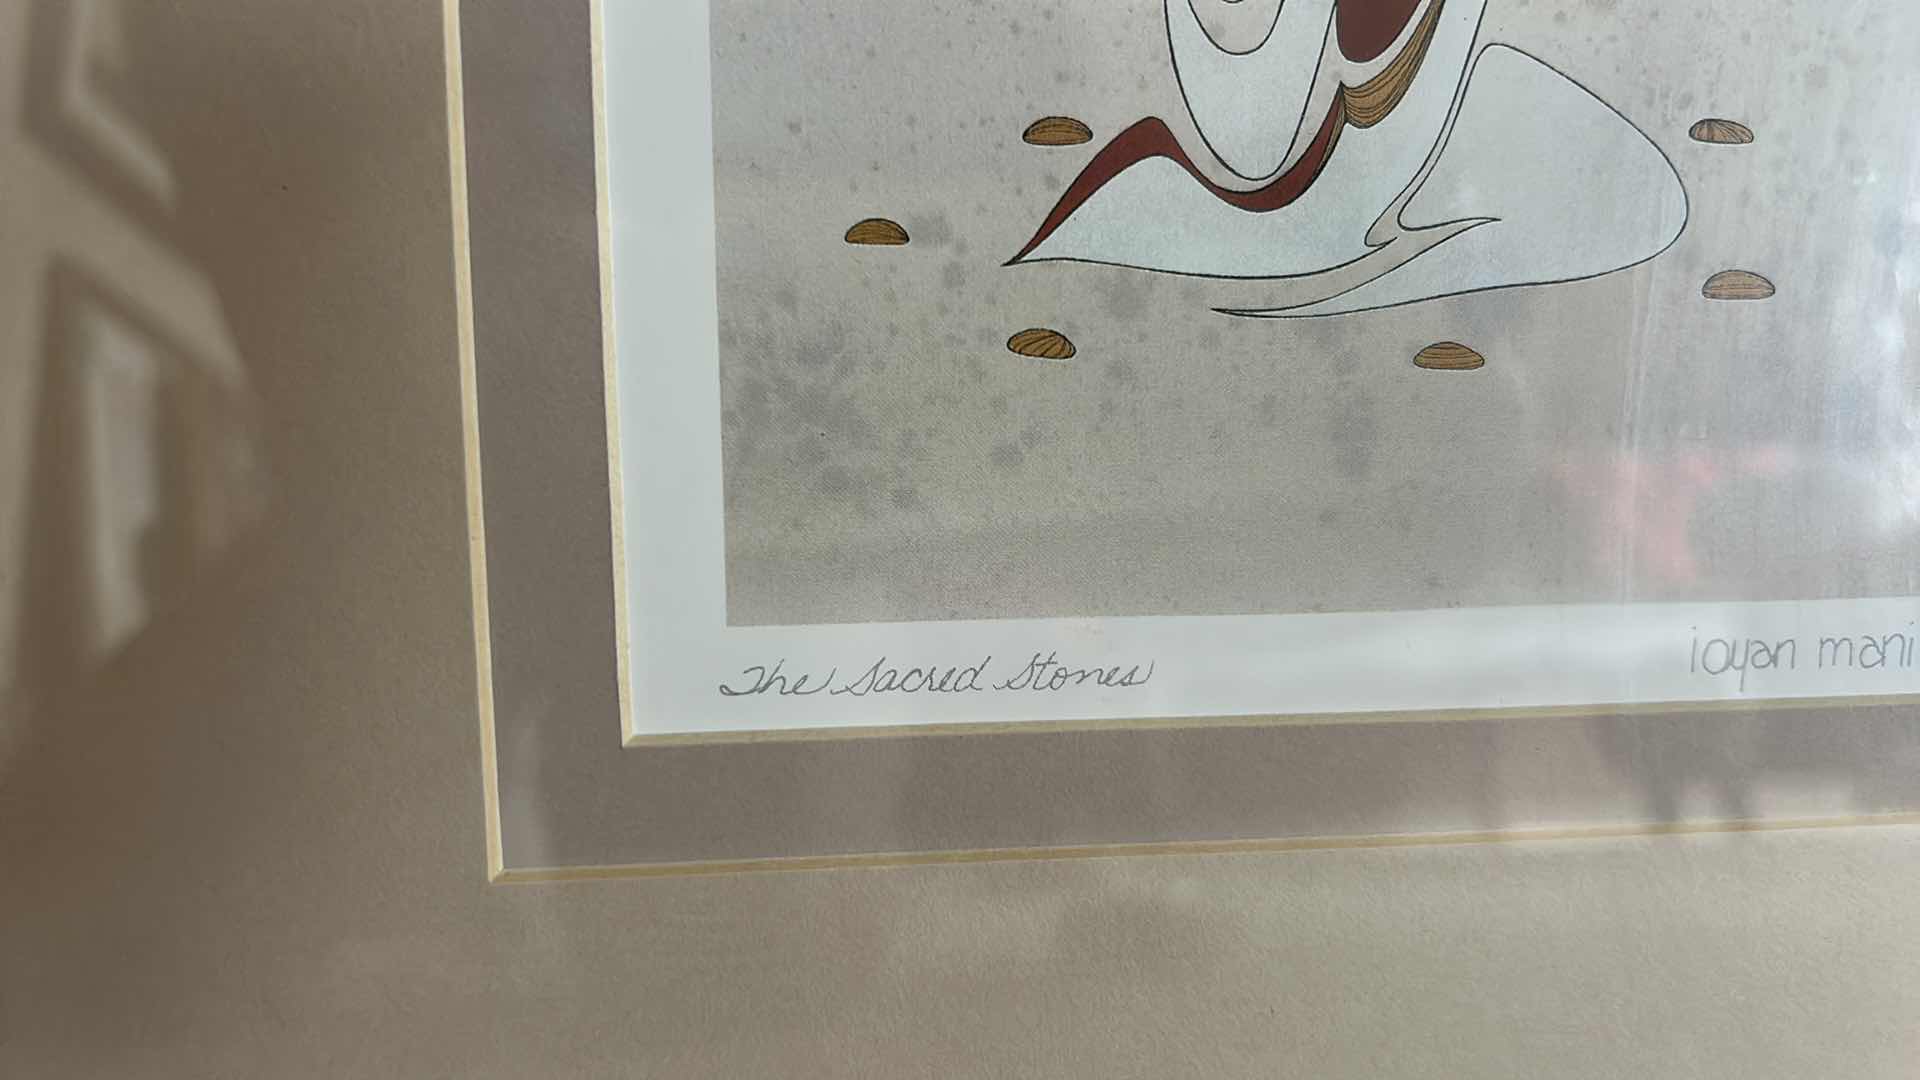 The Sacred Stones
ioyan mani